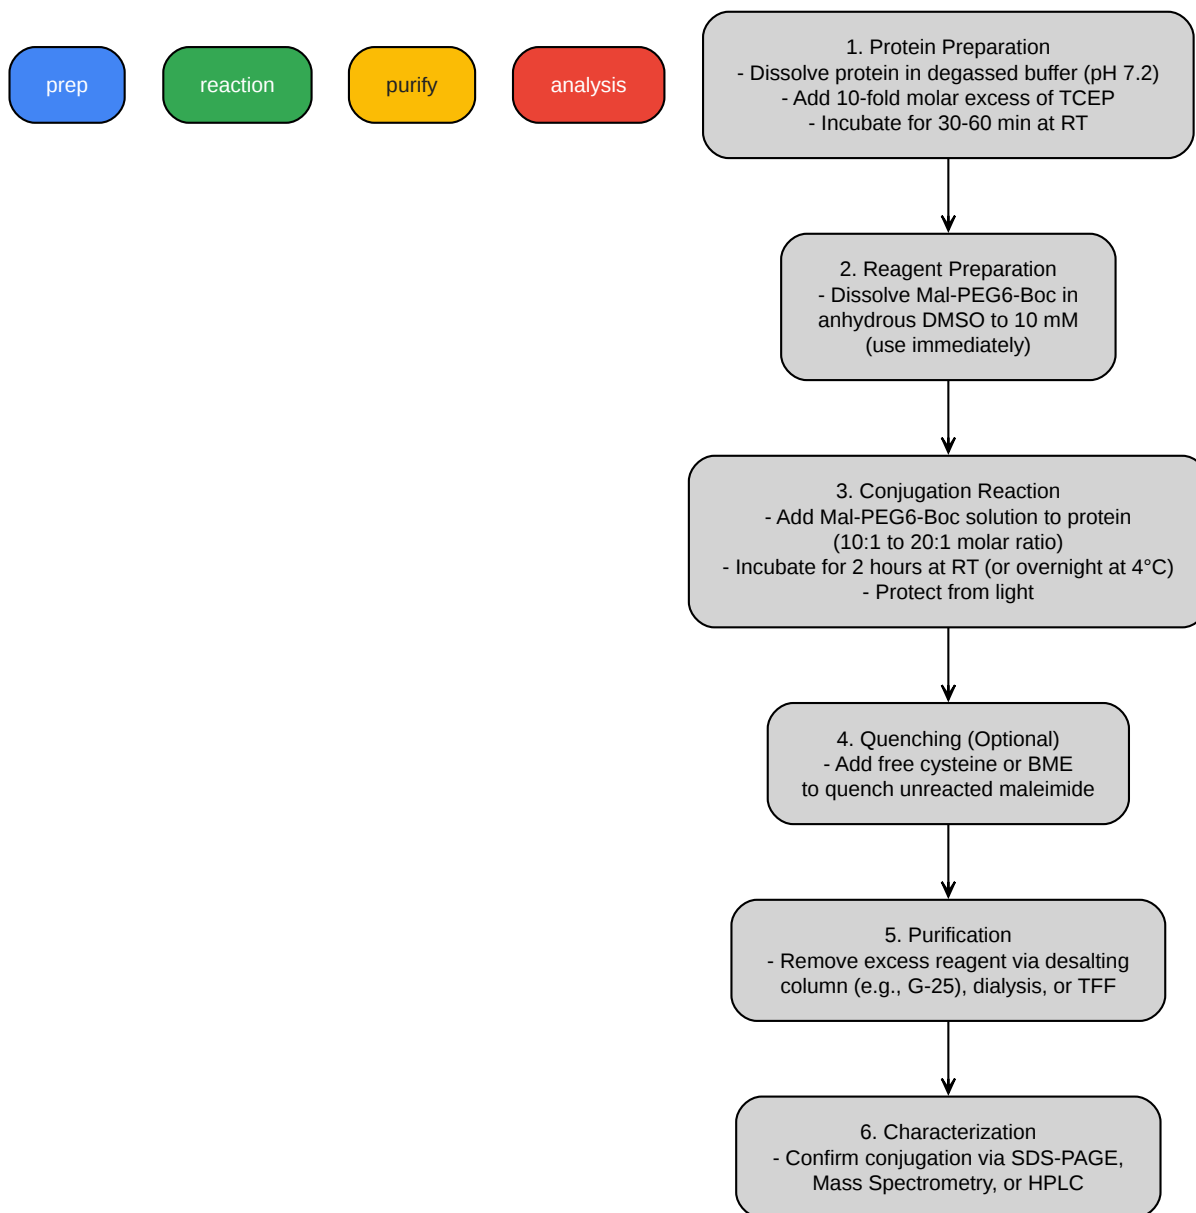 prep
reaction
purify
analysis
1. Protein Preparation
- Dissolve protein in degassed buffer (pH 7.2)
- Add 10-fold molar excess of TCEP
- Incubate for 30-60 min at RT
2. Reagent Preparation
- Dissolve Mal-PEG6-Boc in
anhydrous DMSO to 10 mM
(use immediately)
3. Conjugation Reaction
- Add Mal-PEG6-Boc solution to protein
(10:1 to 20:1 molar ratio)
- Incubate for 2 hours at RT (or overnight at 4°C)
- Protect from light
4. Quenching (Optional)
- Add free cysteine or BME
to quench unreacted maleimide
5. Purification
- Remove excess reagent via desalting
column (e.g., G-25), dialysis, or TFF
6. Characterization
- Confirm conjugation via SDS-PAGE,
Mass Spectrometry, or HPLC